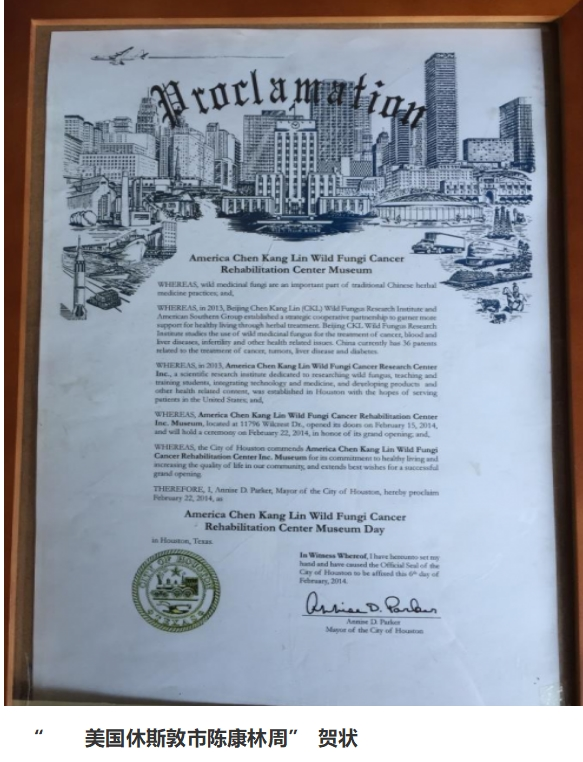 Proclamation
America Chen Kang Lin Wild Fungi Cancer
Rehabilitation Center Museum
WHEREAS, wild medicinal fungi are an important part of traditional Chinese herbal
medicine practices; and,
WHEREAS, in 2013, Beijing Chen Kang Lin (CKL) Wild Fungus Research Institute and
American Southern Group established a strategic cooperative partnership to garner more
support for healthy living through herbal treatment. Beijing CKL Wild Fungus Research
Institute studies the use of wild medicinal fungus for the treatment of cancer, blood and
liver diseases, infertility and other health related issues. China currently has 36 patents
related to the treatment of cancer, tumors, liver disease and diabetes.
WHEREAS, in 2013, America Chen Kang Lin Wild Fungi Cancer Research Center
Inc., a scientific research institute dedicated to researching wild fungus, teaching and
training students, integrating technology and medicine, and developing products and
other health related content, was established in Houston with the hopes of serving
patients in the United States; and,
WHEREAS, America Chen Kang Lin Wild Fungi Cancer Rehabilitation Center
Inc. Museum, located at 11796 Wilcrest Dr., opened its doors on February 15, 2014,
and will hold a ceremony on February 22, 2014, in honor of its grand opening; and,
WHEREAS, the City of Houston commends America Chen Kang Lin Wild Fungi
Cancer Rehabilitation Center Inc. Museum for its commitment to healthy living and
increasing the quality of life in our community, and extends best wishes for a successful
grand opening.
THEREFORE, I, Annise D. Parker, Mayor of the City of Houston, hereby proclaim
February 22, 2014, as
America Chen Kang Lin Wild Fungi Cancer
Rehabilitation Center Museum Day
in Houston, Texas.
CITY OF HOUSTON
TEXAS
In Witness Whereof, I have hereunto set my
hand and have caused the Official Seal of the
City of Houston to be affixed this 6th day of
February, 2014.
Annise D. Parker
Annise D. Parker
Mayor of the City of Houston
“ 美国休斯敦市陈康林周” 贺状